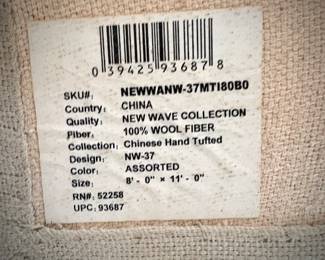 0 39425 93687 8
SKU#: NEWWANW-37MTI80B0
Country: CHINA
Quality: NEW WAVE COLLECTION
Fiber: 100% WOOL FIBER
Collection: Chinese Hand Tufted
Design: NW-37
Color: ASSORTED
Size: 8' - 0" x 11' - 0"
RN#: 52258
UPC: 93687